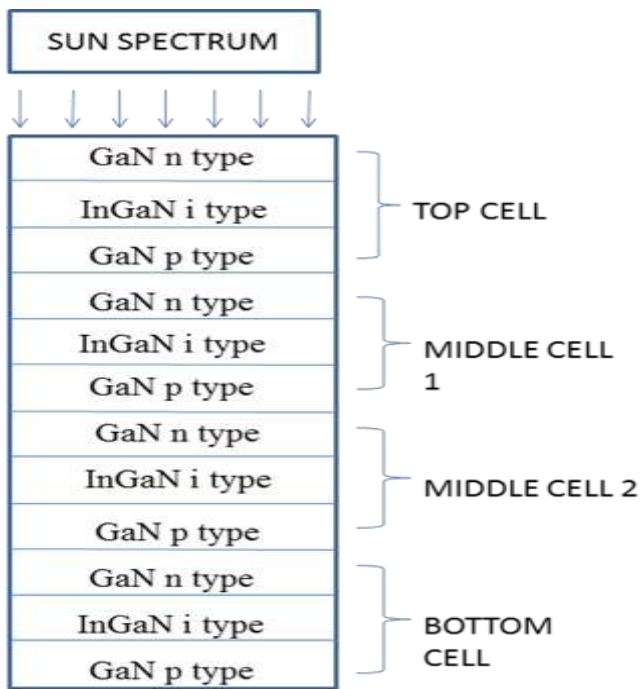 SUN SPECTRUM
GaN n type
InGaN i type
GaN p type
TOP CELL
GaN n type
InGaN i type
GaN p type
MIDDLE CELL
1
GaN n type
InGaN i type
GaN p type
MIDDLE CELL 2
GaN n type
InGaN i type
GaN p type
BOTTOM
CELL